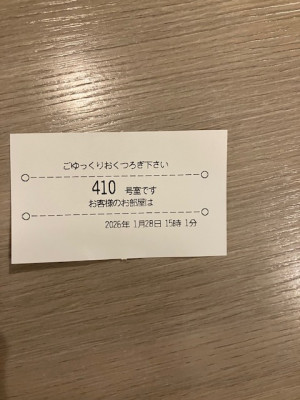 ごゆっくりおくつろぎ下さい
410 号室です
お客様のお部屋は
2026年 1月28日 15時 1分